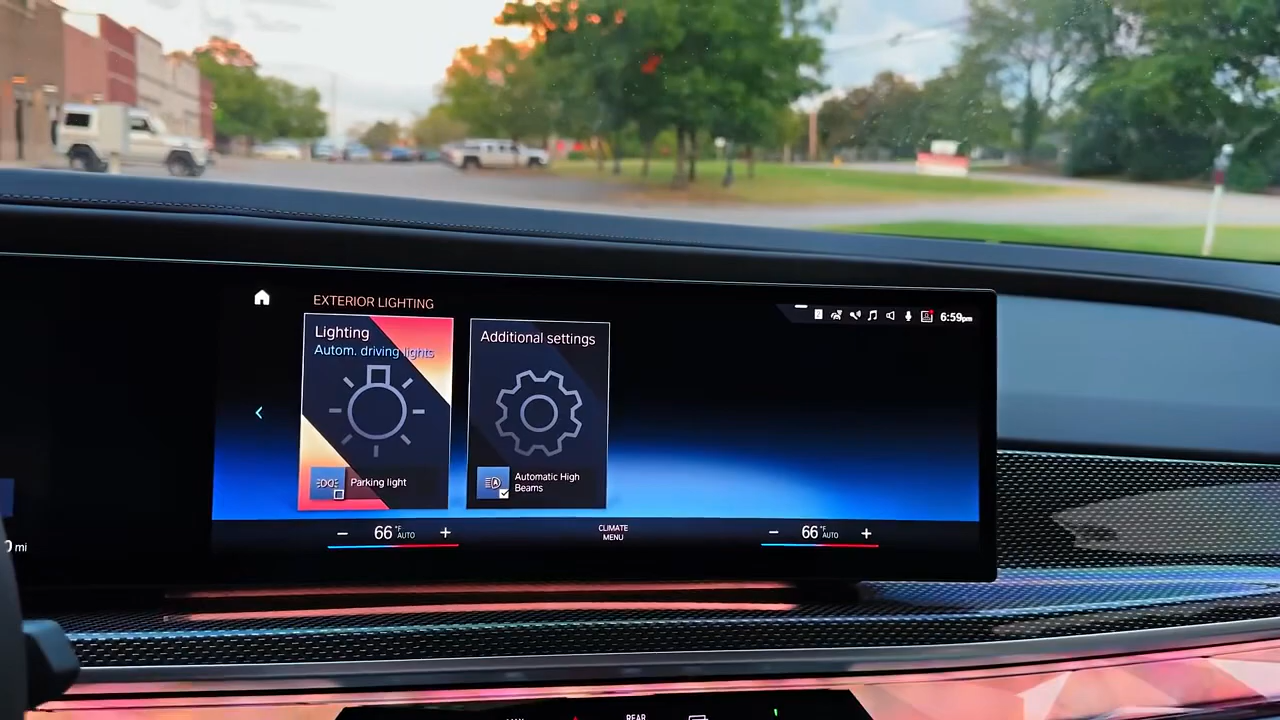 EXTERIOR LIGHTING
6:59pm
Lighting
Autom. driving lights
Parking light
Additional settings
Automatic High
Beams
0 mi
− 66 °F AUTO +
CLIMATE
MENU
− 66 °F AUTO +
REAR